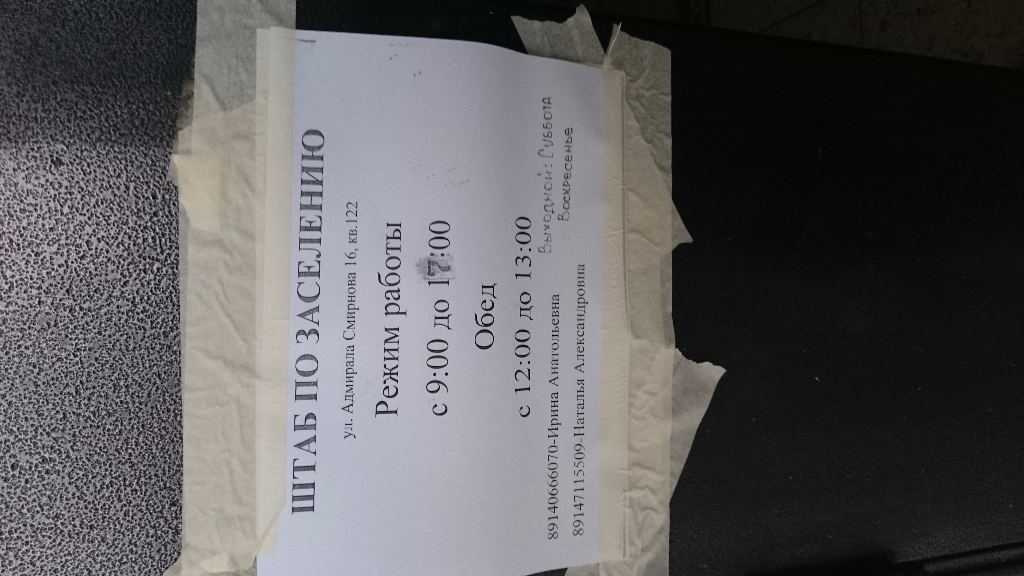 ШТАБ ПО ЗАСЕЛЕНИЮ
ул. Адмирала Смирнова 16, кв.122
Режим работы
с 9:00 до 17:00
Обед
с 12:00 до 13:00
Выходной: Суббота
Воскресенье
89140666070-Ирина Анатольевна
89147115509-Наталья Александровна